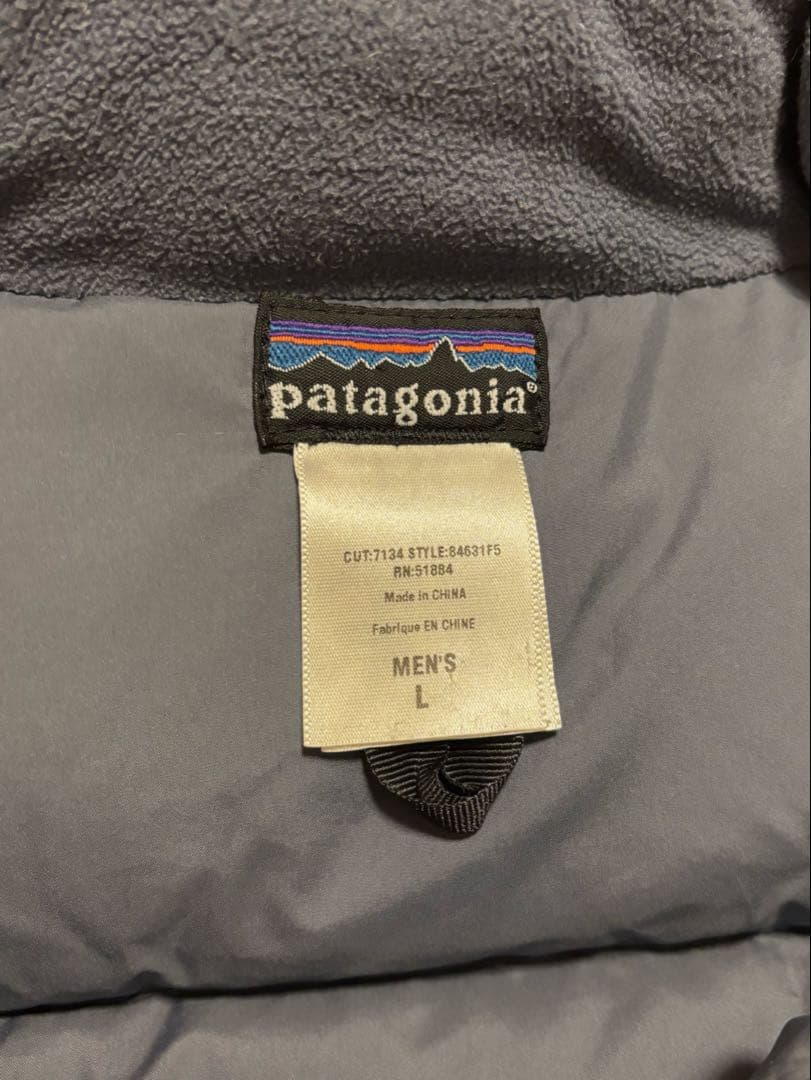 patagonia®
CUT:7134 STYLE:84631F5
RN:51884
Made in CHINA
Fabrique EN CHINE
MEN'S
L